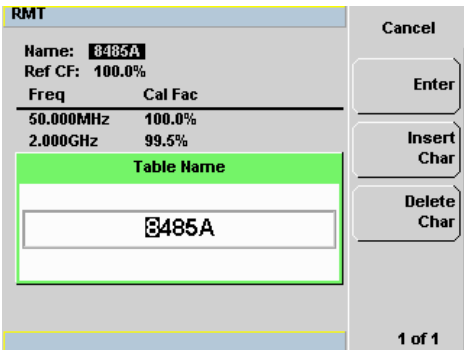 RMT
Name: 8485A
Ref CF: 100.0%
Freq Cal Fac
50.000MHz 100.0%
2.000GHz 99.5%
Table Name
8485A
Cancel
Enter
Insert
Char
Delete
Char
1 of 1